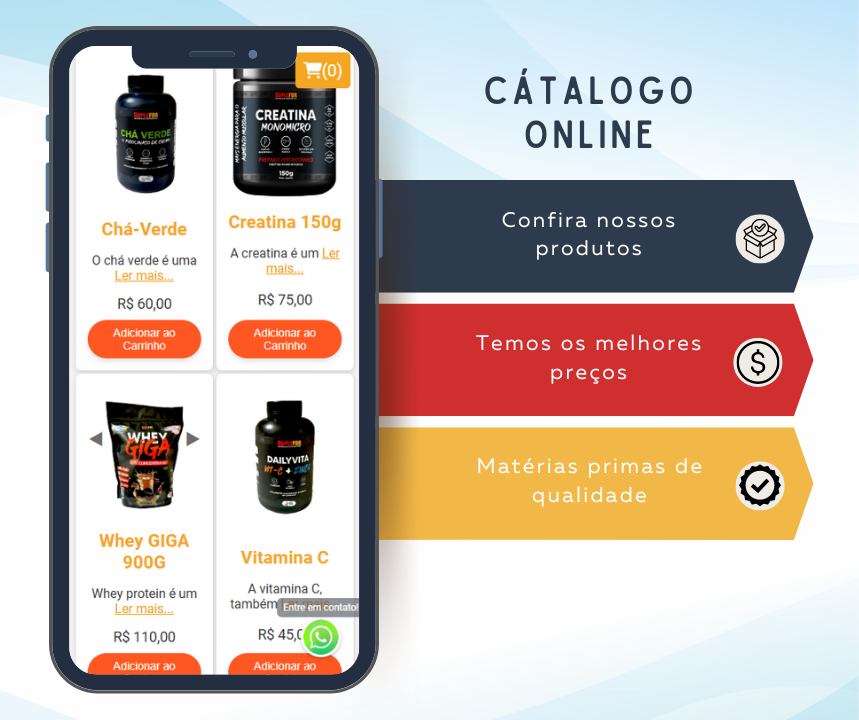 CÁTALOGO
ONLINE
Confira nossos
produtos
Temos os melhores
preços
Matérias primas de
qualidade
(0)
CHÁ VERDE
Chá-Verde
O chá verde é uma
Ler mais...
R$ 60,00
Adicionar ao
Carrinho
CREATINA
MONOMICRO
150g
Creatina 150g
A creatina é um Ler
mais...
R$ 75,00
Adicionar ao
Carrinho
WHEY
GIGA
Whey GIGA
900G
Whey protein é um
Ler mais...
R$ 110,00
Adicionar ao
DAILYVITA
Vitamina C
A vitamina C,
também
Entre em contato!
R$ 45,0
Adicionar ao